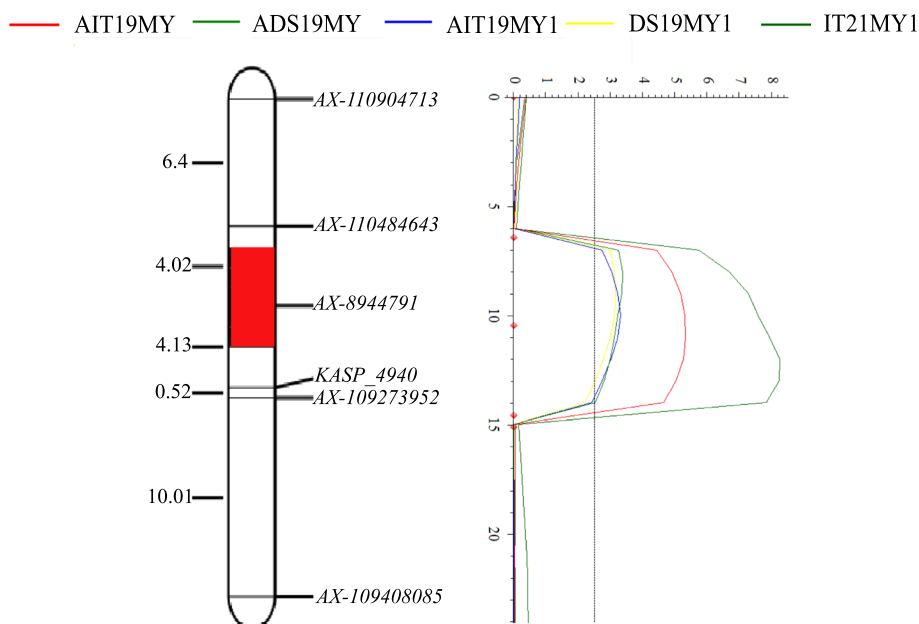 AIT19MY ADS19MY AIT19MY1 DS19MY1 IT21MY1
0 1 2 3 4 5 6 7 8
0
AX-110904713
6.4
5
AX-110484643
4.02
AX-8944791
10
4.13
KASP_4940
0.52
AX-109273952
15
10.01
20
AX-109408085